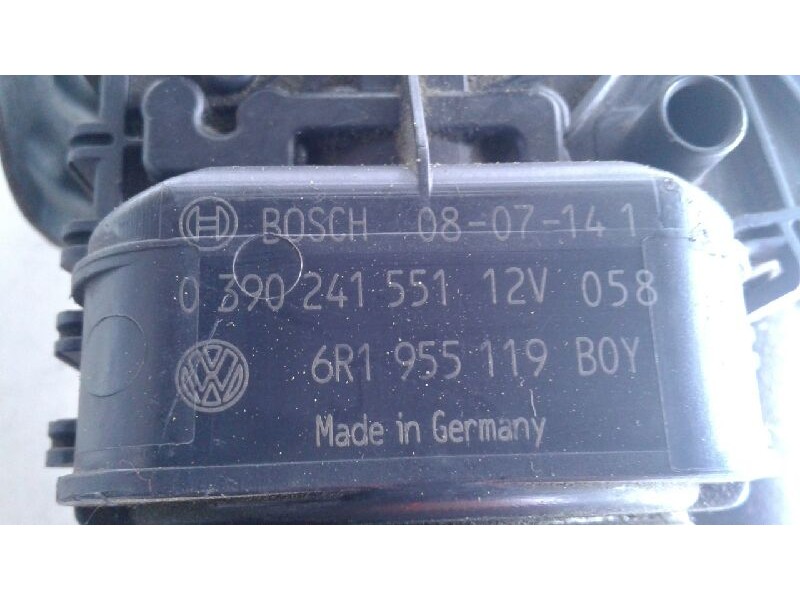 BOSCH 08-07-14 1
0 390 241 551 12V 058
6R1 955 119 B0Y
Made in Germany